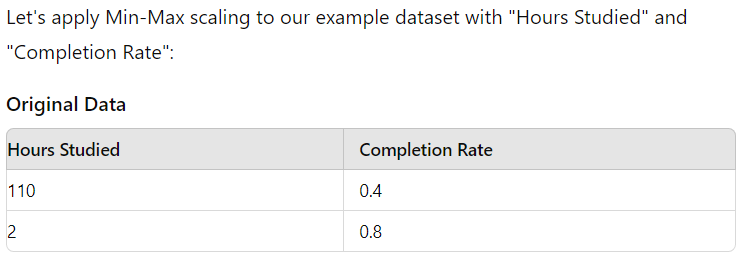 Let's apply Min-Max scaling to our example dataset with "Hours Studied" and
"Completion Rate":
Original Data
Hours Studied Completion Rate
110 0.4
2 0.8